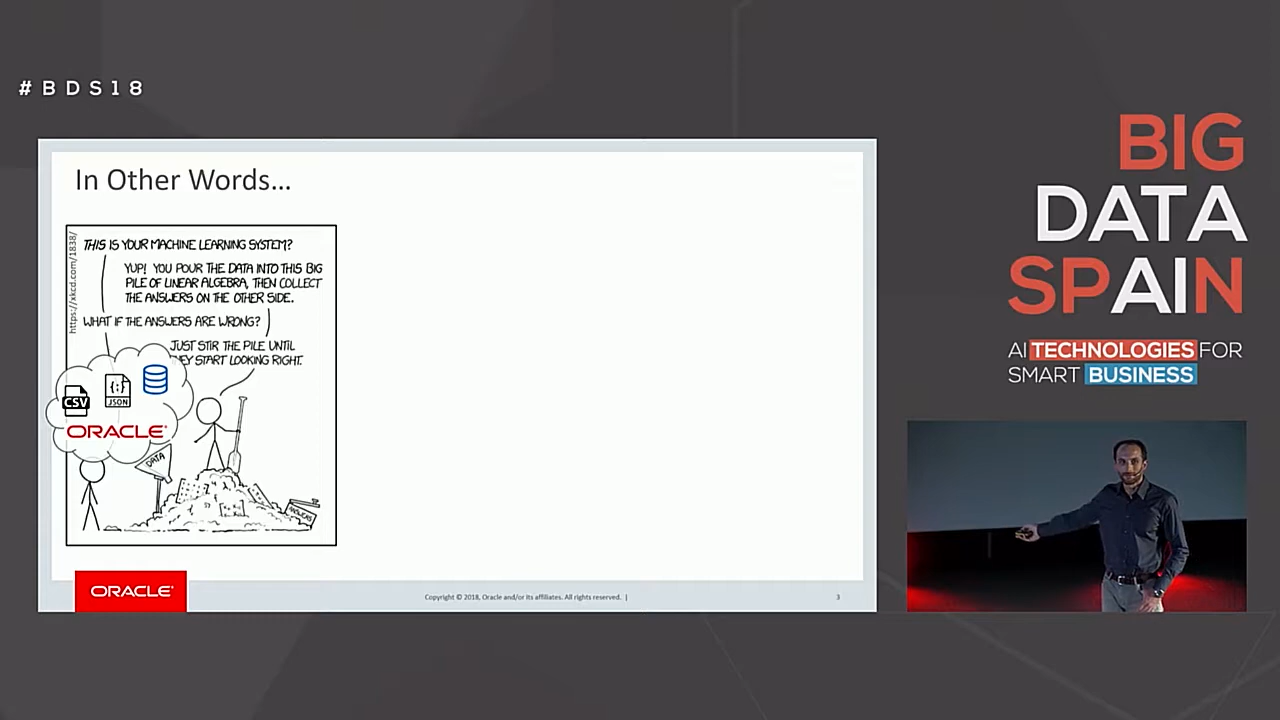 #BDS18
In Other Words...
https://xkcd.com/1838/
THIS IS YOUR MACHINE LEARNING SYSTEM?
YUP! YOU POUR THE DATA INTO THIS BIG
PILE OF LINEAR ALGEBRA, THEN COLLECT
THE ANSWERS ON THE OTHER SIDE.
WHAT IF THE ANSWERS ARE WRONG?
JUST STIR THE PILE UNTIL
HEY START LOOKING RIGHT.
CSV
{:}
JSON
ORACLE
DATA
ANSWERS
ORACLE
Copyright © 2018, Oracle and/or its affiliates. All rights reserved. |
3
BIG
DATA
SPAIN
AI TECHNOLOGIES FOR
SMART BUSINESS